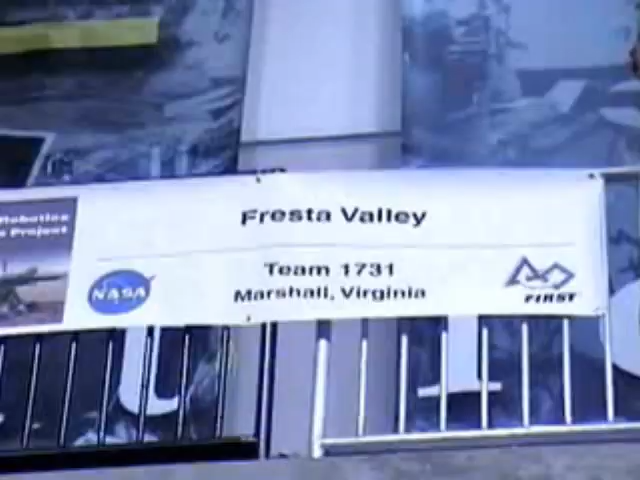 Robotics
Project
Fresta Valley
Team 1731
Marshall, Virginia
NASA
FIRST